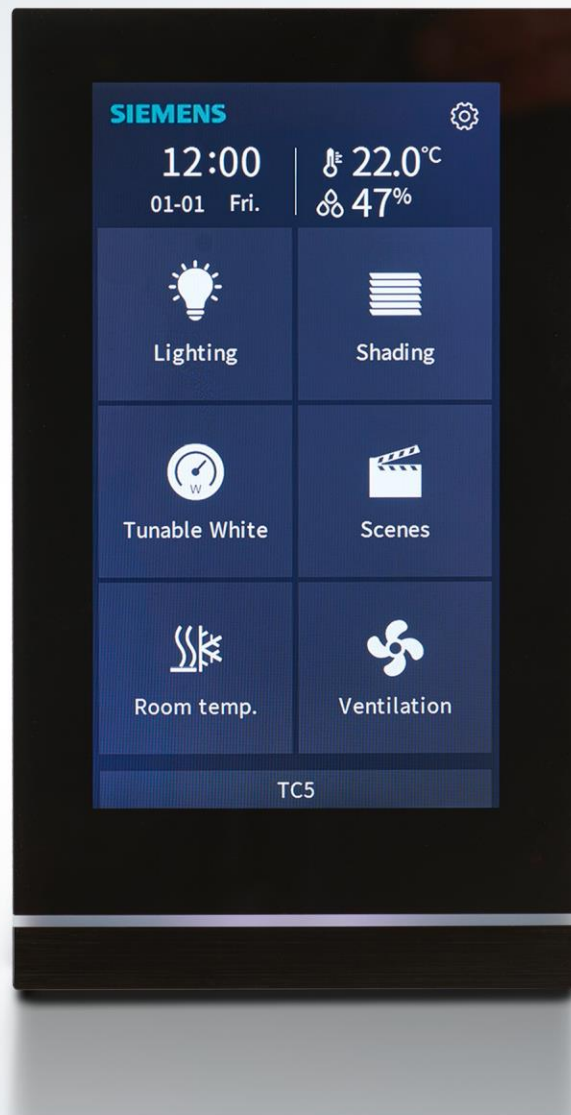 SIEMENS
12:00
22.0°C
01-01 Fri.
47%
Lighting
Shading
W
Tunable White
Scenes
Room temp.
Ventilation
TC5